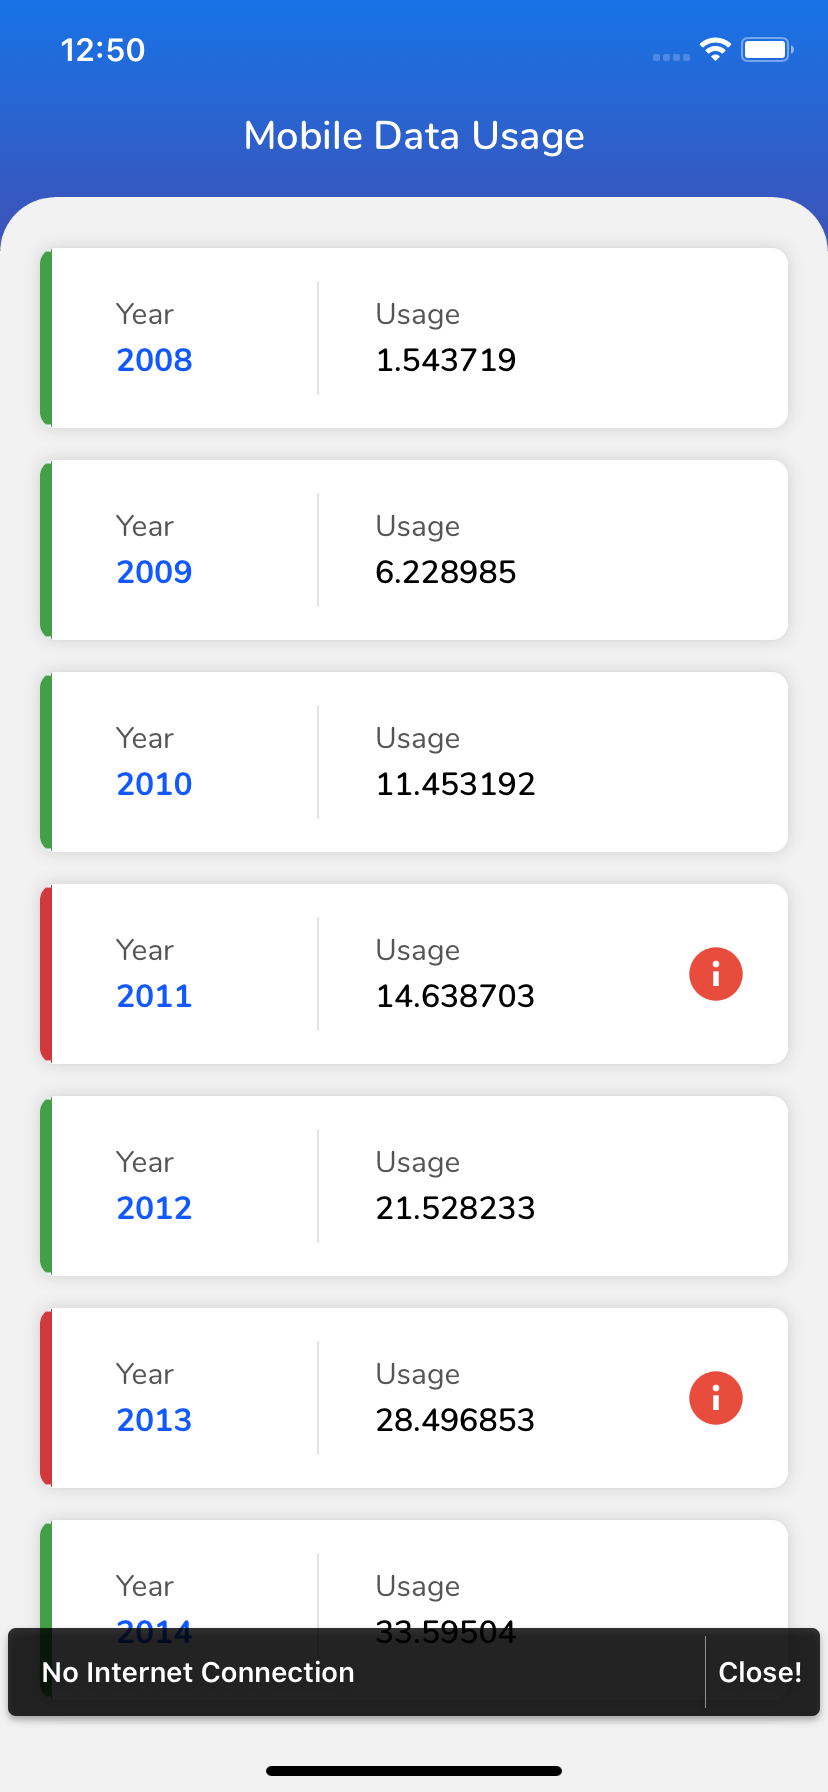 12:50
Mobile Data Usage
Year
2008
Usage
1.543719
Year
2009
Usage
6.228985
Year
2010
Usage
11.453192
Year
2011
Usage
14.638703
Year
2012
Usage
21.528233
Year
2013
Usage
28.496853
Year
2014
Usage
33.59504
No Internet Connection
Close!